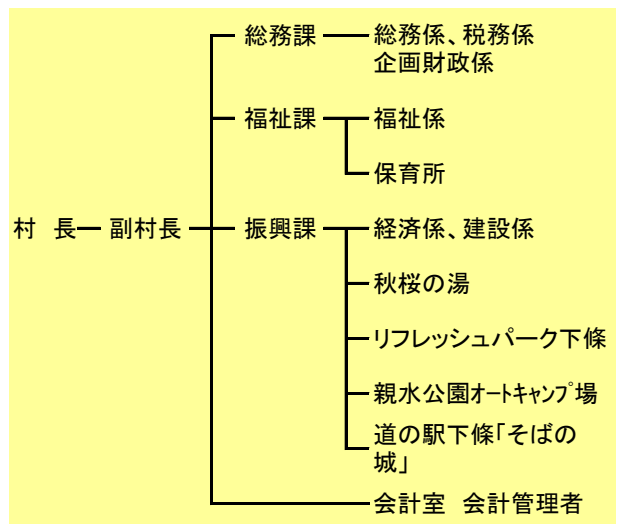 総務課 総務係、税務係
企画財政係
福祉課 福祉係
保育所
村 長 副村長 振興課 経済係、建設係
秋桜の湯
リフレッシュパーク下條
親水公園ｵｰﾄｷｬﾝﾌﾟ場
道の駅下條「そばの
城」
会計室 会計管理者